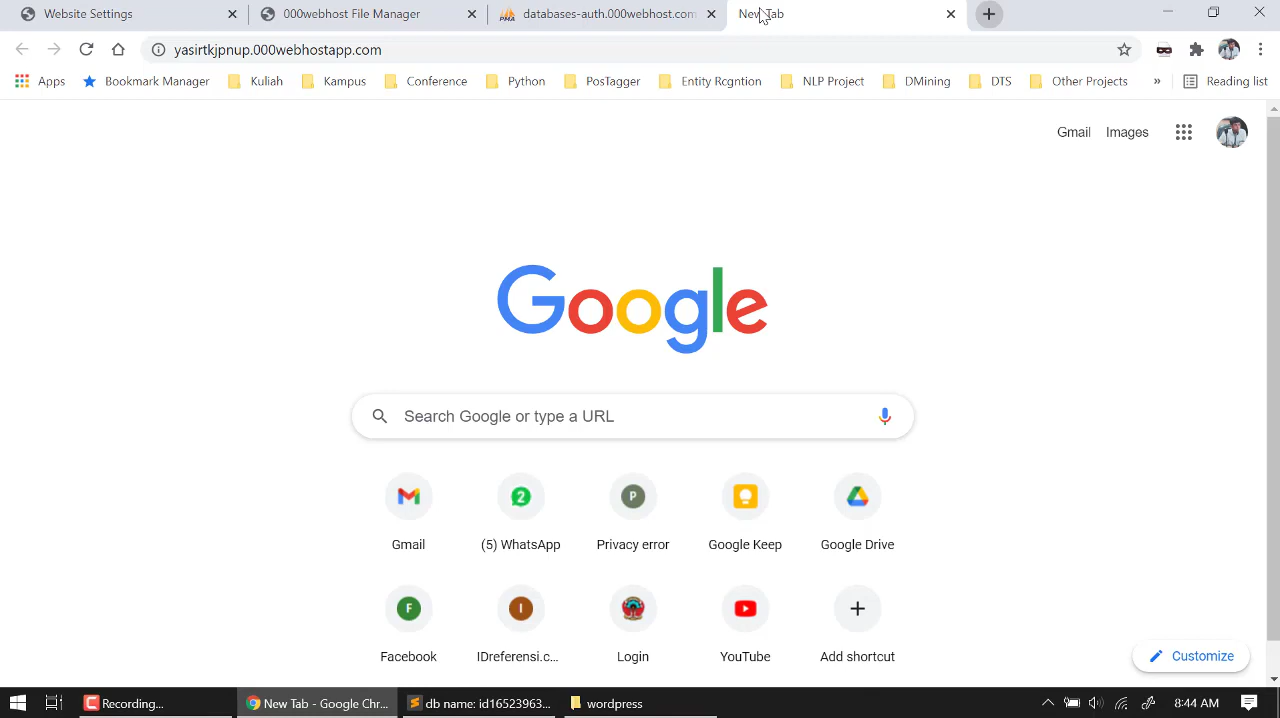 Website Settings
000webhost File Manager
PMA
databases-auth.000webhost.com
New Tab
yasirtkjpnup.000webhostapp.com
Apps
Bookmark Manager
Kuliah
Kampus
Conference
Python
PosTagger
Entity Rcgntion
NLP Project
DMining
DTS
Other Projects
»
Reading list
Gmail
Images
Google
Search Google or type a URL
2
P
Gmail
(5) WhatsApp
Privacy error
Google Keep
Google Drive
F
I
Facebook
IDreferensi.c...
Login
YouTube
Add shortcut
Customize
Recording...
New Tab - Google Chr...
db name: id16523963...
wordpress
8:44 AM